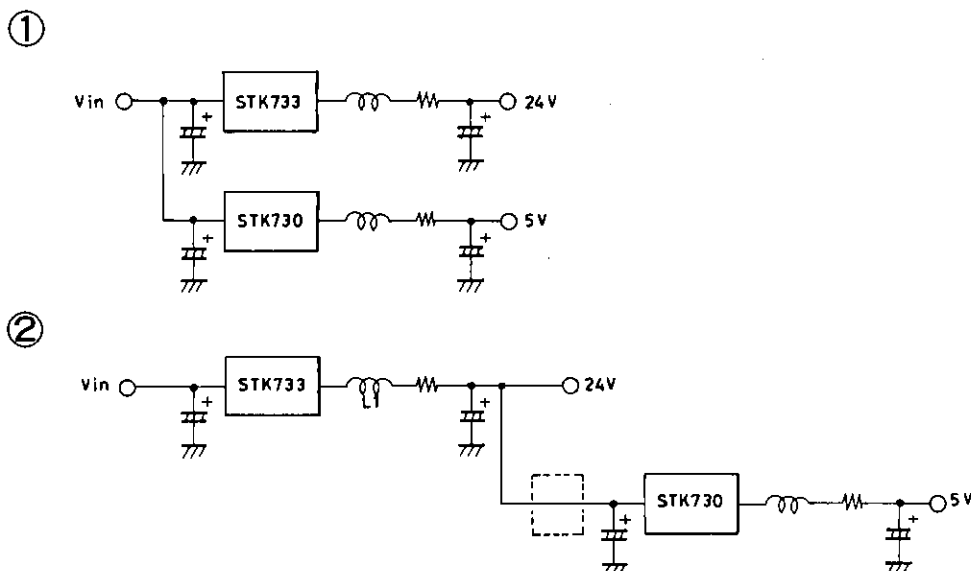 ①
Vin
STK733
+
+
24V
STK730
+
+
5V
②
Vin
STK733
L1
+
+
24V
STK730
+
+
5V